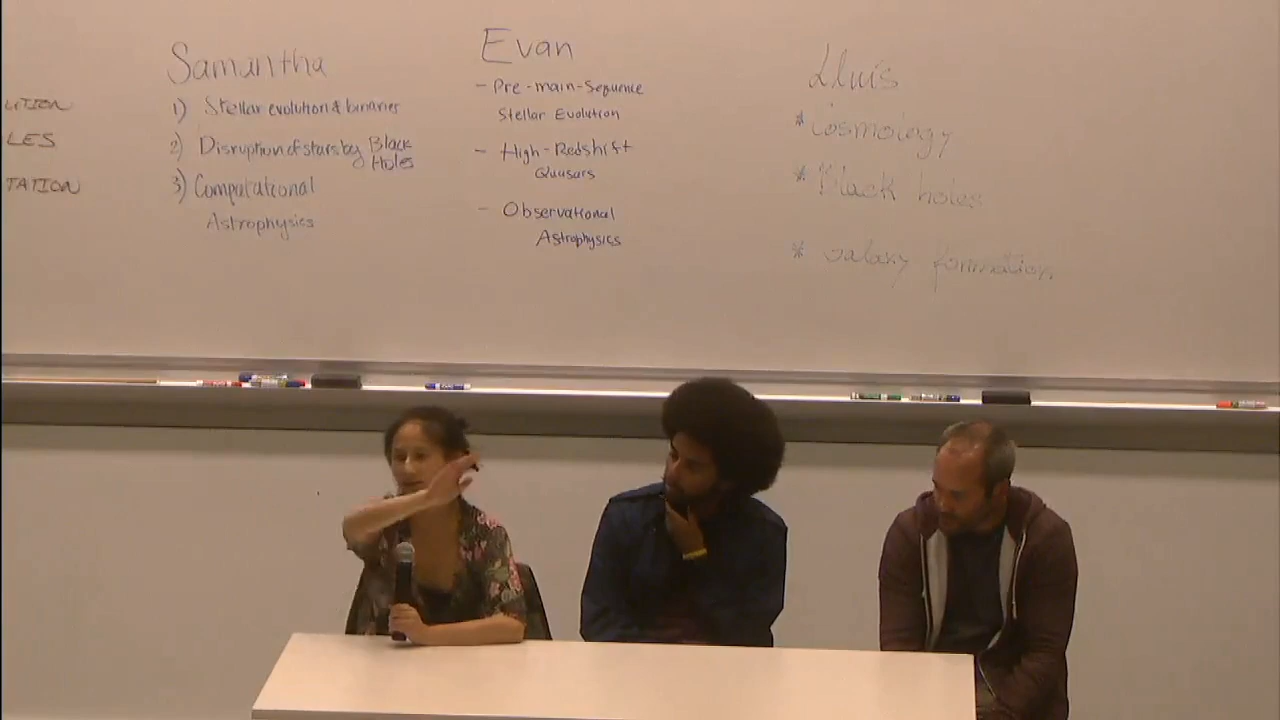 LES
TATION
Samantha
1) Stellar evolution & binaries
2) Disruption of stars by Black
Holes
3) Computational
Astrophysics
Evan
- Pre-main-Sequence
Stellar Evolution
- High-Redshift
Quasars
- Observational
Astrophysics
Lluís
* Cosmology
* Black holes
* Galaxy formation